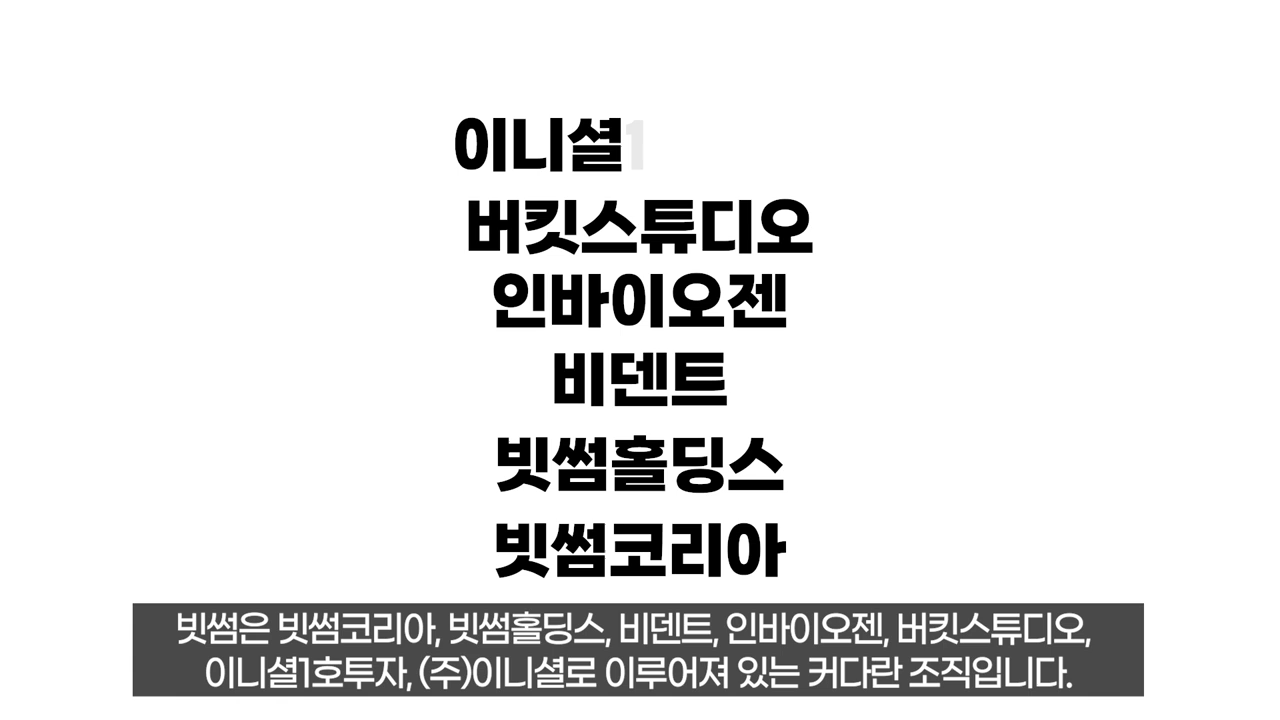 이니셜1
버킷스튜디오
인바이오젠
비덴트
빗썸홀딩스
빗썸코리아
빗썸은 빗썸코리아, 빗썸홀딩스, 비덴트, 인바이오젠, 버킷스튜디오,
이니셜1호투자, (주)이니셜로 이루어져 있는 커다란 조직입니다.